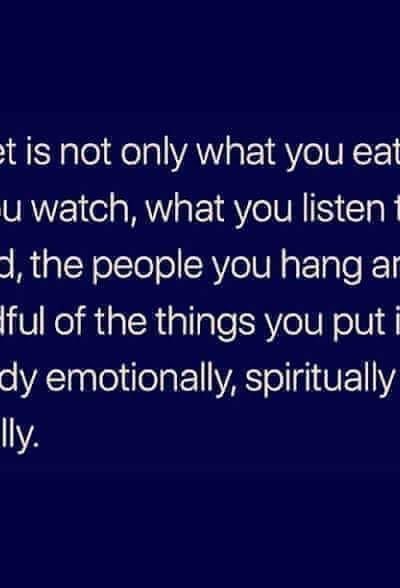 et is not only what you eat
u watch, what you listen t
d, the people you hang ar
dful of the things you put i
dy emotionally, spiritually
lly.